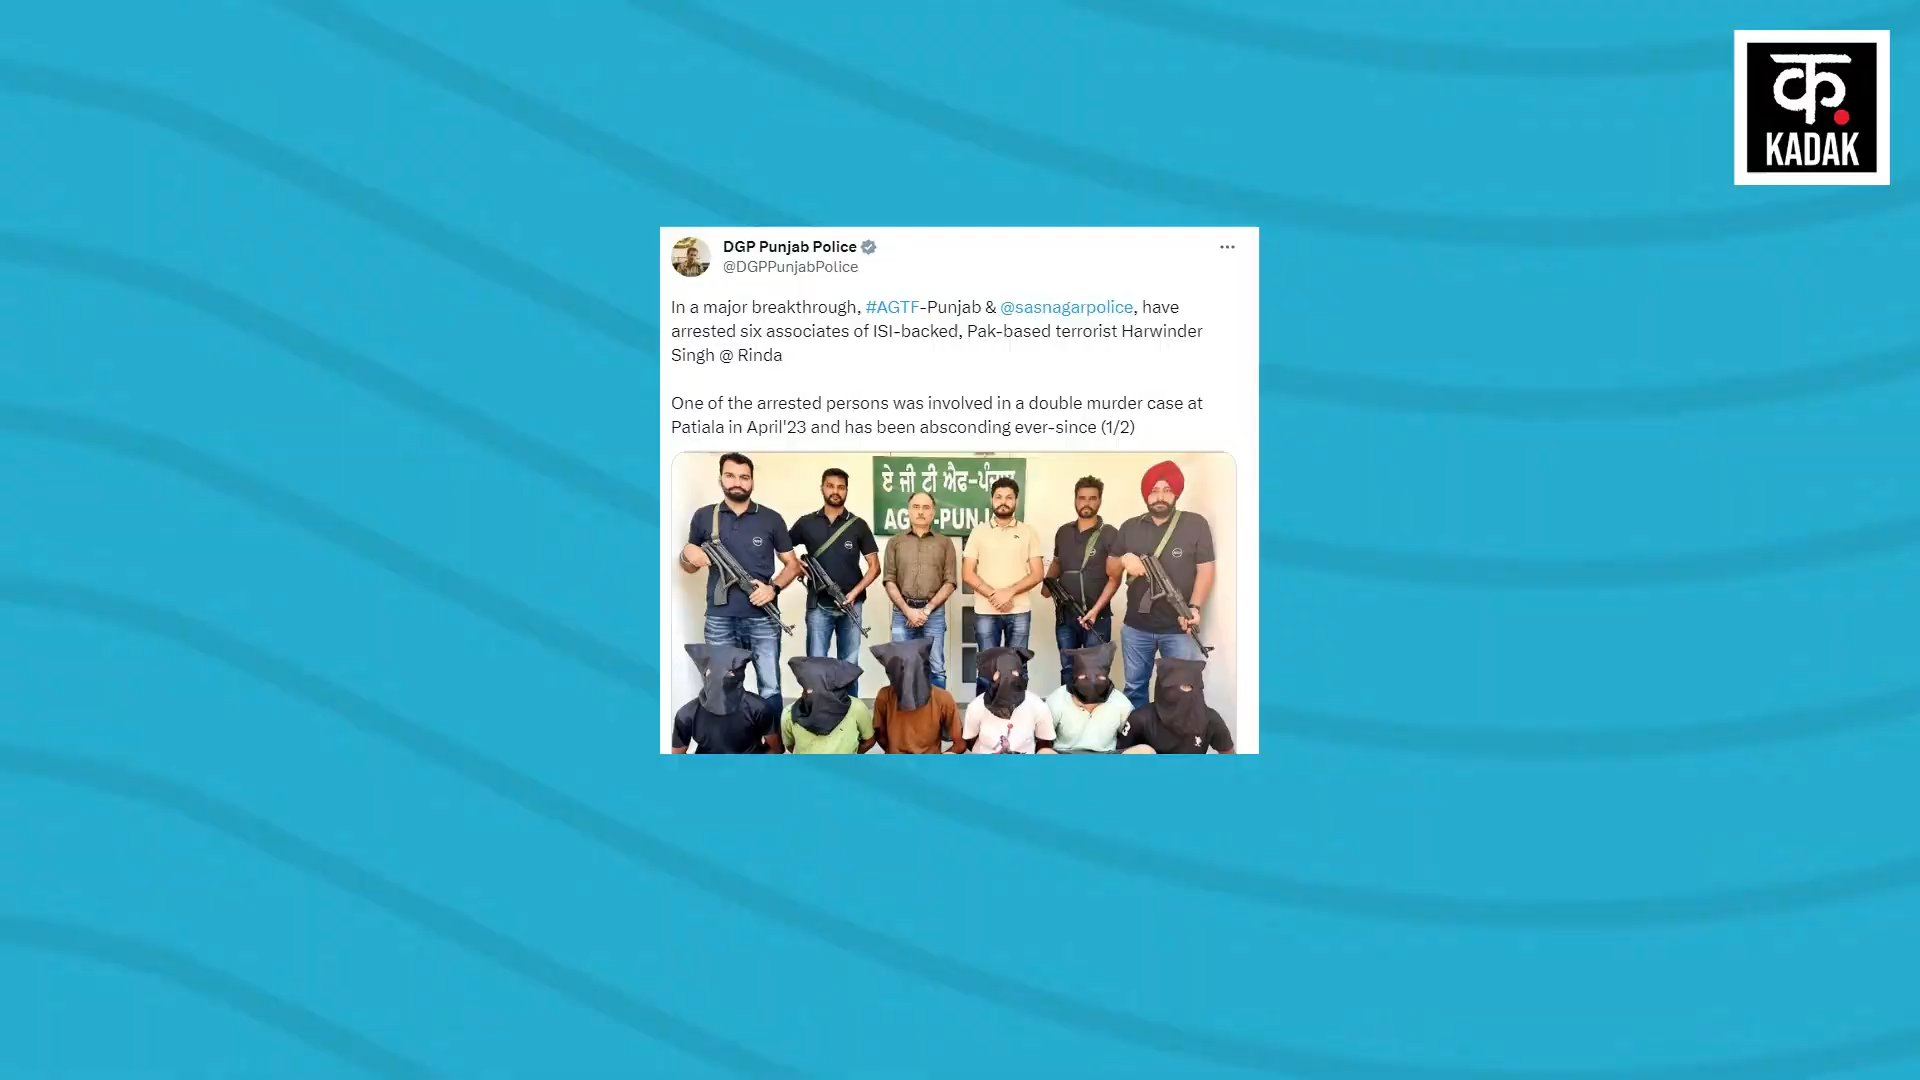 क.
KADAK
DGP Punjab Police
@DGPPunjabPolice
In a major breakthrough, #AGTF-Punjab & @sasnagarpolice, have
arrested six associates of ISI-backed, Pak-based terrorist Harwinder
Singh @ Rinda
One of the arrested persons was involved in a double murder case at
Patiala in April'23 and has been absconding ever-since (1/2)
ਏ ਜੀ ਟੀ ਐਫ-ਪੰਜਾਬ